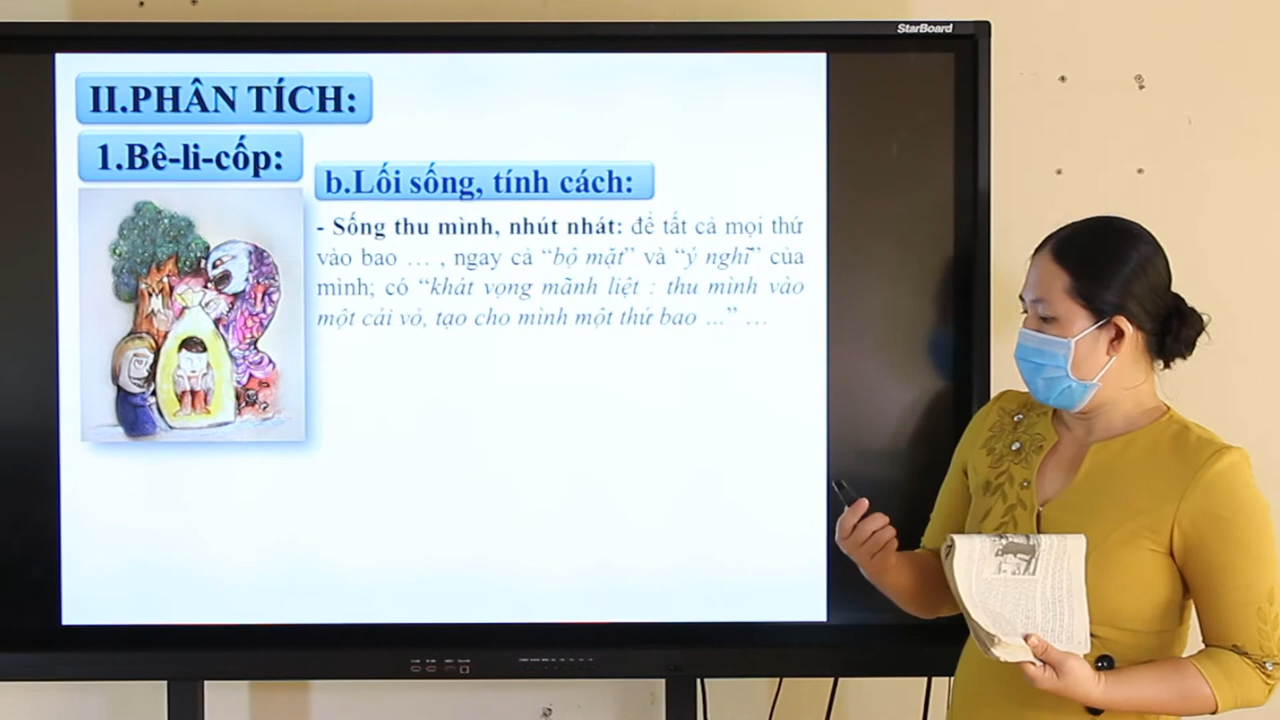 StarBoard
II.PHÂN TÍCH:
1.Bê-li-cốp:
b.Lối sống, tính cách:
- Sống thu mình, nhút nhát: để tất cả mọi thứ
vào bao … , ngay cả “bộ mặt” và “ý nghĩ” của
mình; có “khát vọng mãnh liệt : thu mình vào
một cái vỏ, tạo cho mình một thứ bao ...” …